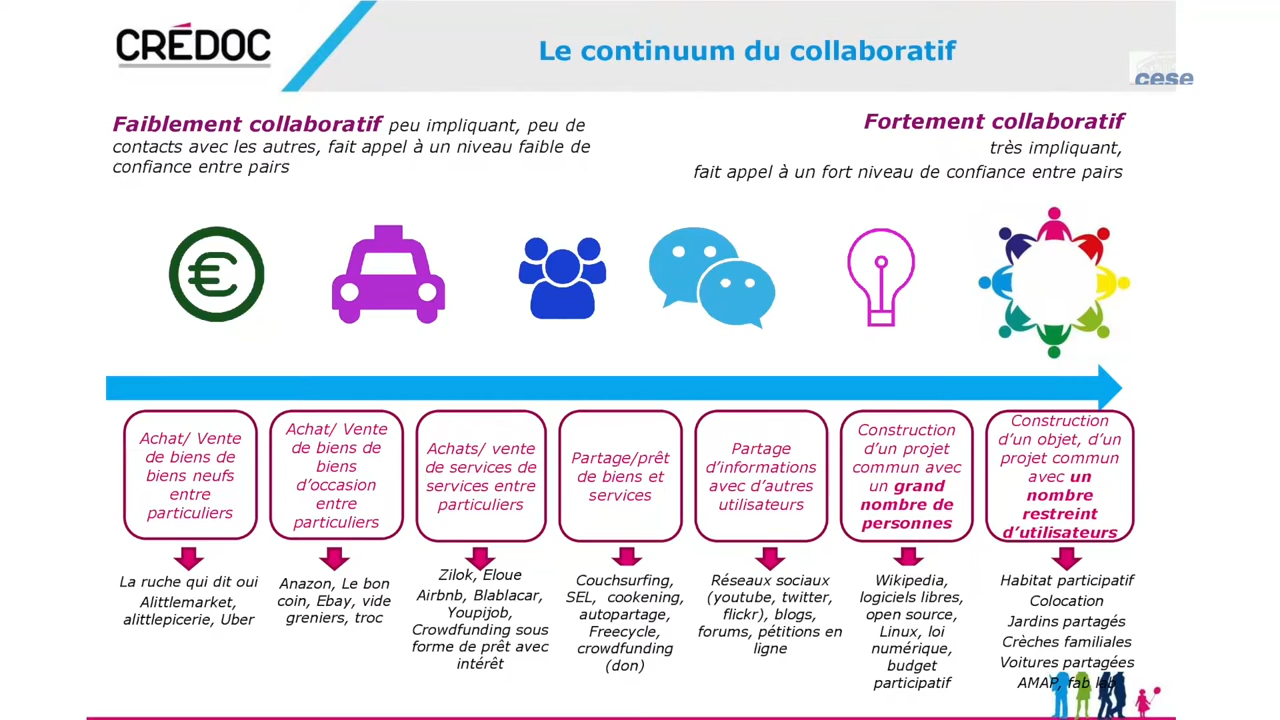 CRÉDOC
Le continuum du collaboratif
cese
Faiblement collaboratif peu impliquant, peu de
contacts avec les autres, fait appel à un niveau faible de
confiance entre pairs
Fortement collaboratif
très impliquant,
fait appel à un fort niveau de confiance entre pairs
Achat/ Vente
de biens de
biens neufs
entre
particuliers
Achat/ Vente
de biens de
biens
d’occasion
entre
particuliers
Achats/ vente
de services de
services entre
particuliers
Partage/prêt
de biens et
services
Partage
d’informations
avec d’autres
utilisateurs
Construction
d’un projet
commun avec
un grand
nombre de
personnes
Construction
d’un objet, d’un
projet commun
avec un
nombre
restreint
d’utilisateurs
La ruche qui dit oui
Alittlemarket,
alittlepicerie, Uber
Anazon, Le bon
coin, Ebay, vide
greniers, troc
Zilok, Eloue
Airbnb, Blablacar,
Youpijob,
Crowdfunding sous
forme de prêt avec
intérêt
Couchsurfing,
SEL, cookening,
autopartage,
Freecycle,
crowdfunding
(don)
Réseaux sociaux
(youtube, twitter,
flickr), blogs,
forums, pétitions en
ligne
Wikipedia,
logiciels libres,
open source,
Linux, loi
numérique,
budget
participatif
Habitat participatif
Colocation
Jardins partagés
Crèches familiales
Voitures partagées
AMAP, fab lab